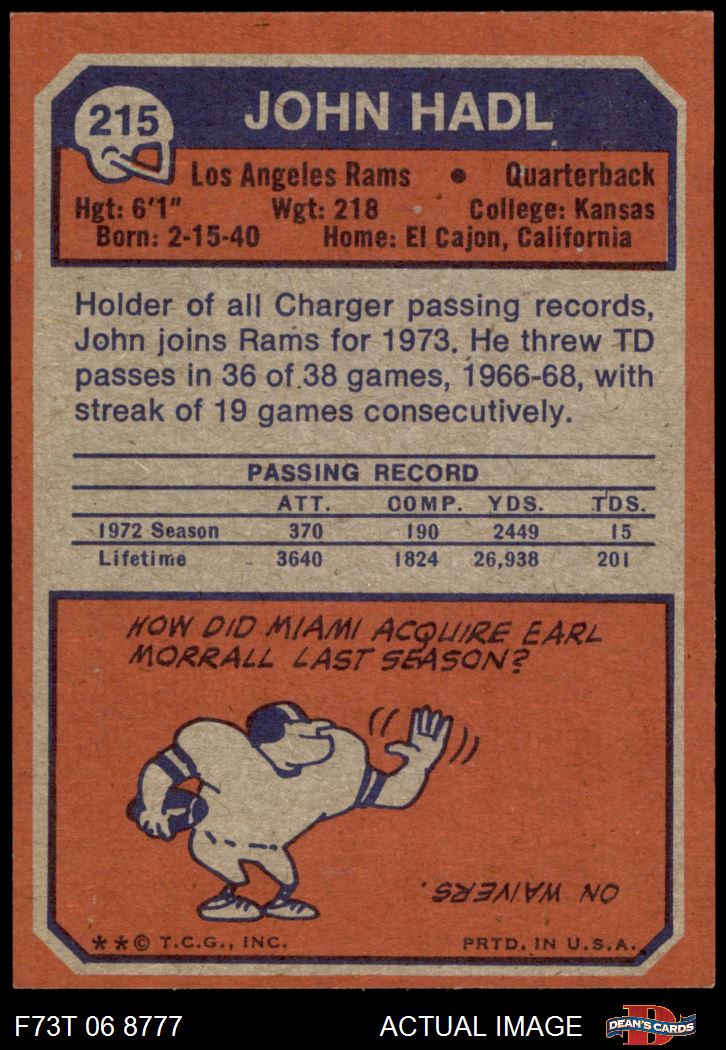 215
JOHN HADL
Los Angeles Rams • Quarterback
Hgt: 6'1" Wgt: 218 College: Kansas
Born: 2-15-40 Home: El Cajon, California
Holder of all Charger passing records,
John joins Rams for 1973. He threw TD
passes in 36 of 38 games, 1966-68, with
streak of 19 games consecutively.
PASSING RECORD
ATT. COMP. YDS. TDS.
1972 Season 370 190 2449 15
Lifetime 3640 1824 26,938 201
HOW DID MIAMI ACQUIRE EARL
MORRALL LAST SEASON?
ON WAIVERS.
**© T.C.G., INC. PRTD. IN U.S.A.
F73T 06 8777 ACTUAL IMAGE
D
DEAN'S CARDS